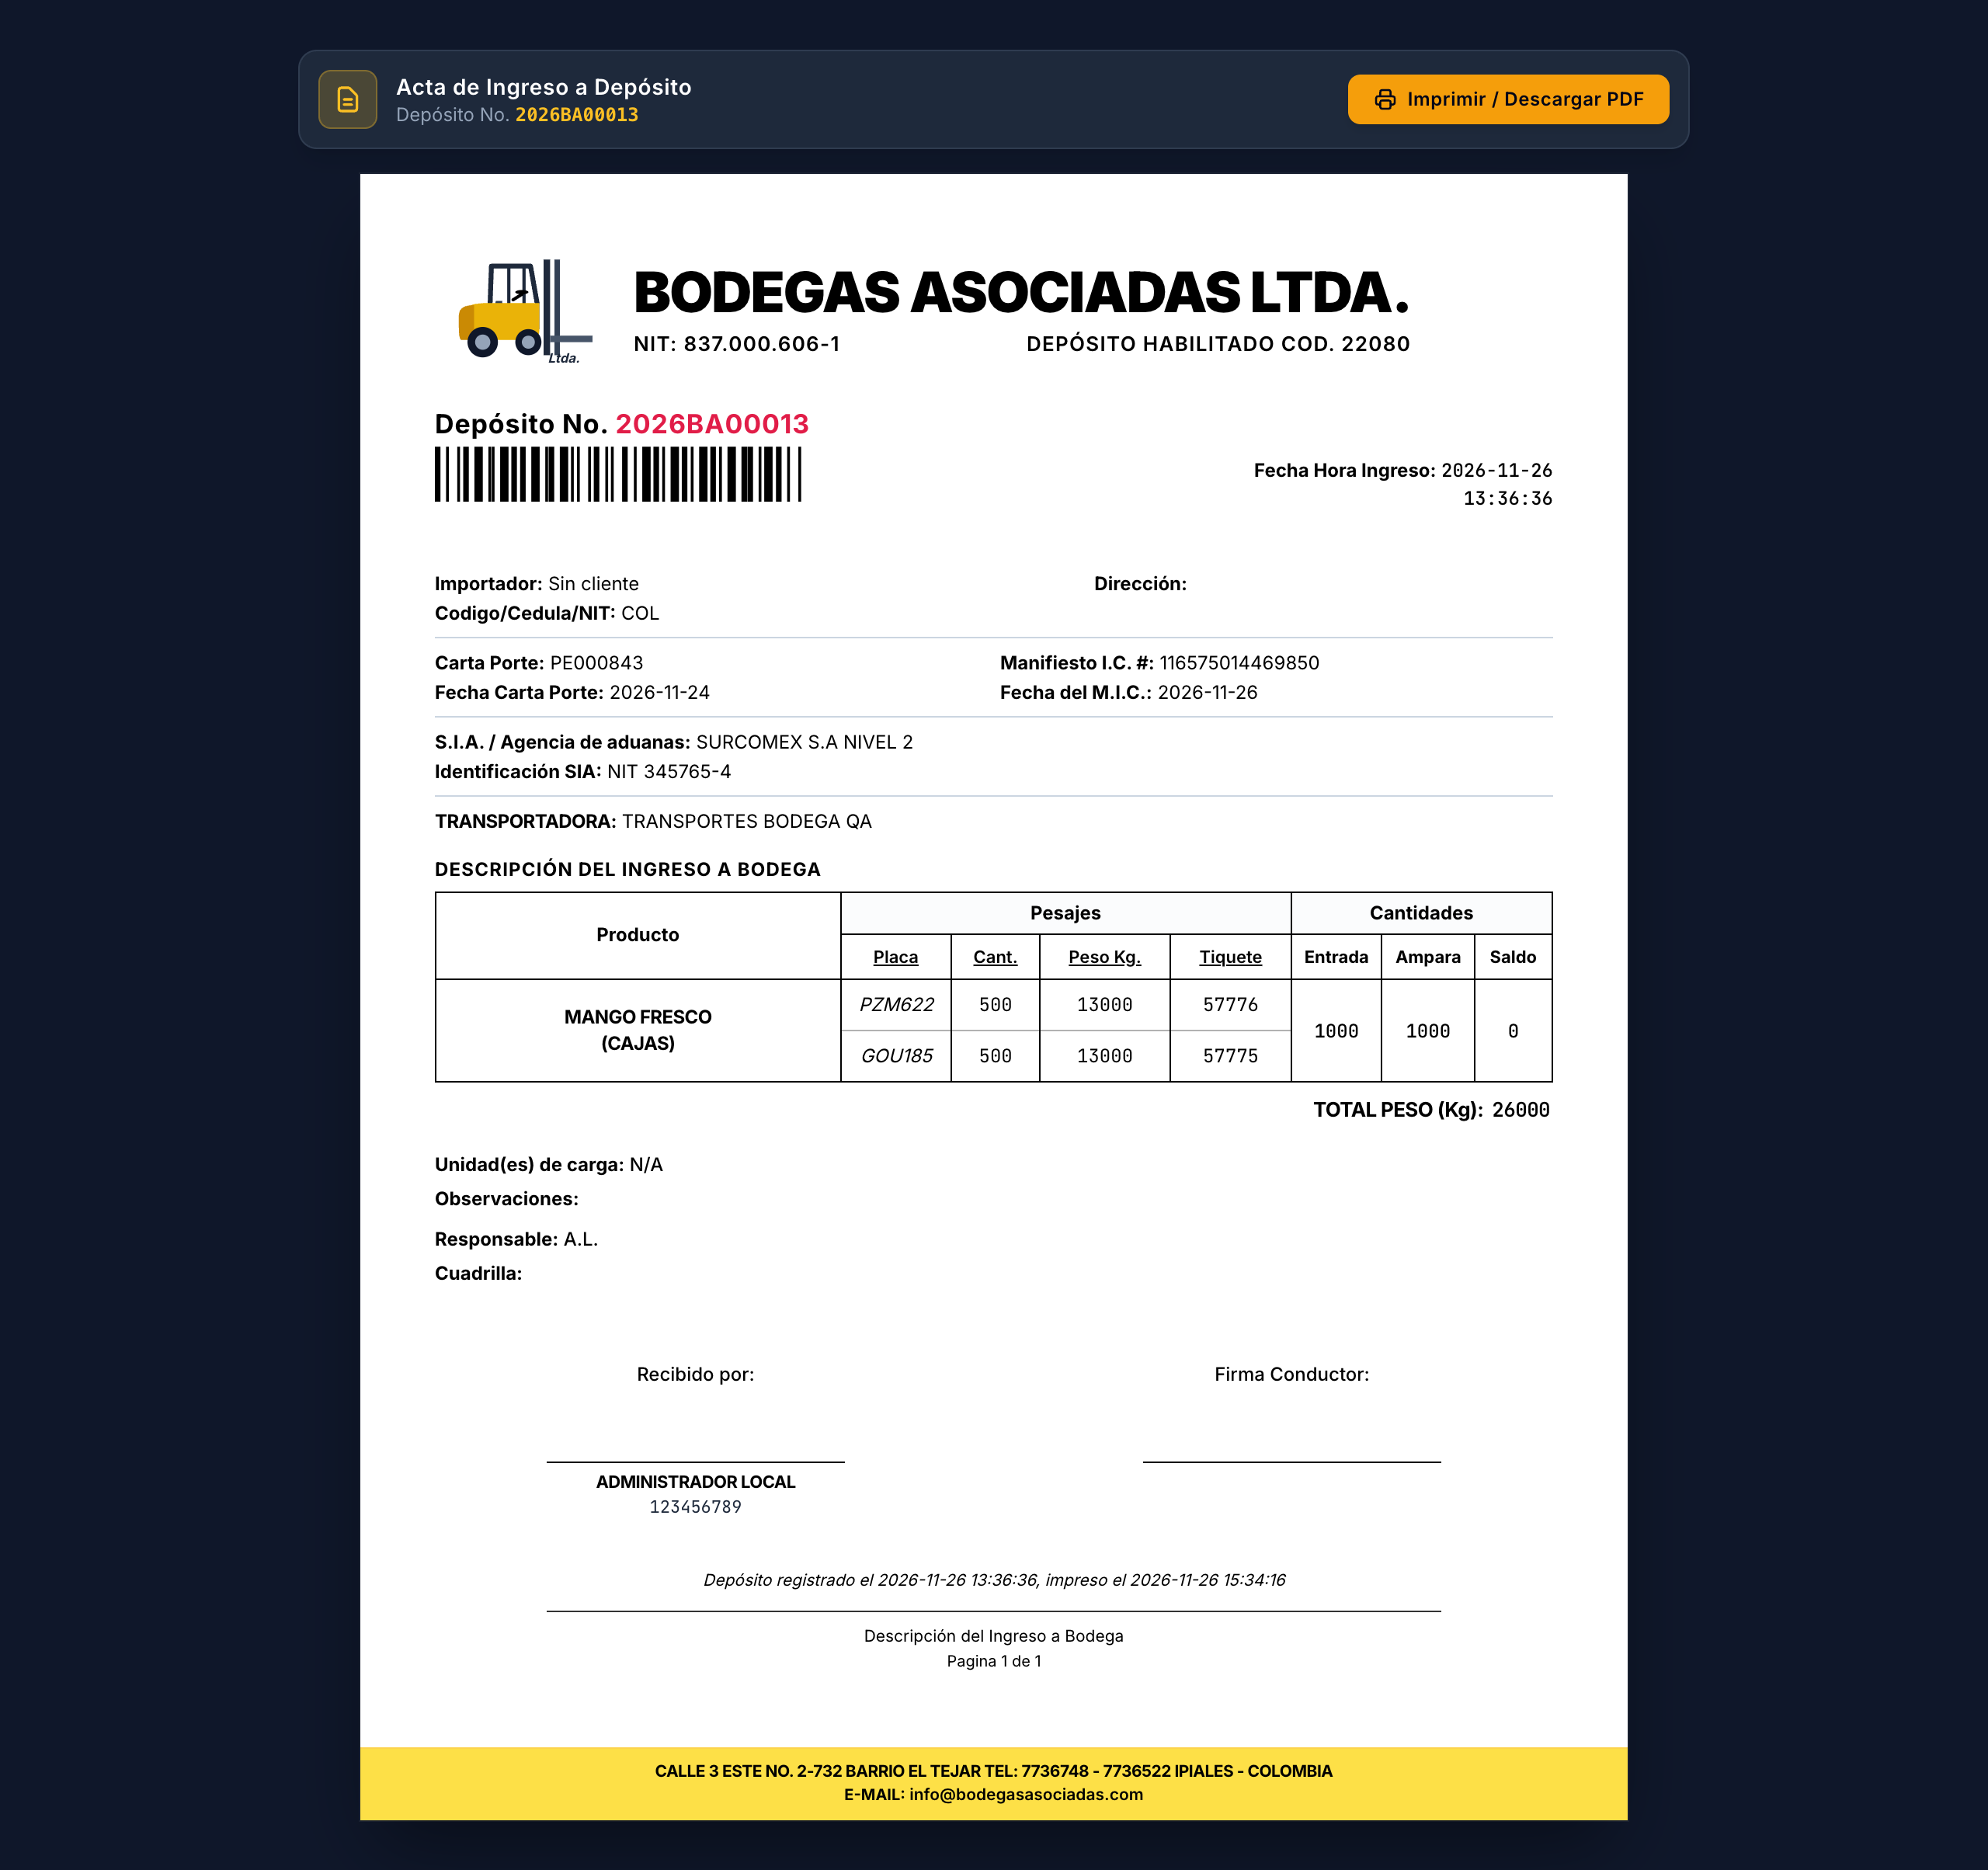 Acta de Ingreso a Depósito
Depósito No. 2026BA00013
Imprimir / Descargar PDF
Ltda.
BODEGAS ASOCIADAS LTDA.
NIT: 837.000.606-1 DEPÓSITO HABILITADO COD. 22080
Depósito No. 2026BA00013
Fecha Hora Ingreso: 2026-11-26
13:36:36
Importador: Sin cliente Dirección:
Codigo/Cedula/NIT: COL
Carta Porte: PE000843 Manifiesto I.C. #: 116575014469850
Fecha Carta Porte: 2026-11-24 Fecha del M.I.C.: 2026-11-26
S.I.A. / Agencia de aduanas: SURCOMEX S.A NIVEL 2
Identificación SIA: NIT 345765-4
TRANSPORTADORA: TRANSPORTES BODEGA QA
DESCRIPCIÓN DEL INGRESO A BODEGA
Producto Pesajes Cantidades
Placa Cant. Peso Kg. Tiquete Entrada Ampara Saldo
MANGO FRESCO
(CAJAS)
PZM622 500 13000 57776 1000 1000 0
GOU185 500 13000 57775
TOTAL PESO (Kg): 26000
Unidad(es) de carga: N/A
Observaciones:
Responsable: A.L.
Cuadrilla:
Recibido por: Firma Conductor:
ADMINISTRADOR LOCAL
123456789
Depósito registrado el 2026-11-26 13:36:36, impreso el 2026-11-26 15:34:16
Descripción del Ingreso a Bodega
Pagina 1 de 1
CALLE 3 ESTE NO. 2-732 BARRIO EL TEJAR TEL: 7736748 - 7736522 IPIALES - COLOMBIA
E-MAIL: info@bodegasasociadas.com